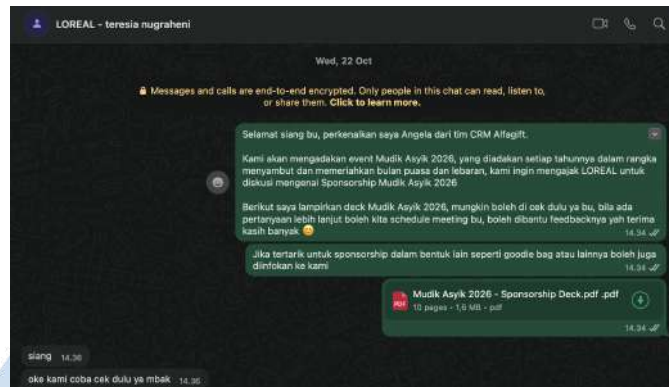 LOREAL - teresia nugraheni
Wed, 22 Oct
Messages and calls are end-to-end encrypted. Only people in this chat can read, listen to,
or share them. Click to learn more.
Selamat siang bu, perkenalkan saya Angela dari tim CRM Alfagift.
Kami akan mengadakan event Mudik Asyik 2026, yang diadakan setiap tahunnya dalam rangka
menyambut dan memeriahkan bulan puasa dan lebaran, kami ingin mengajak LOREAL untuk
diskusi mengenai Sponsorship Mudik Asyik 2026
Berikut saya lampirkan deck Mudik Asyik 2026, mungkin boleh di cek dulu ya bu, bila ada
pertanyaan lebih lanjut boleh kita schedule meeting bu, boleh dibantu feedbacknya yah terima
kasih banyak 😊
14.34
Jika tertarik untuk sponsorship dalam bentuk lain seperti goodie bag atau lainnya boleh juga
diinfokan ke kami
14.34
Mudik Asyik 2026 - Sponsorship Deck.pdf .pdf
PDF
10 pages • 1,6 MB • pdf
14.34
siang 14.36
oke kami coba cek dulu ya mbak 14.36